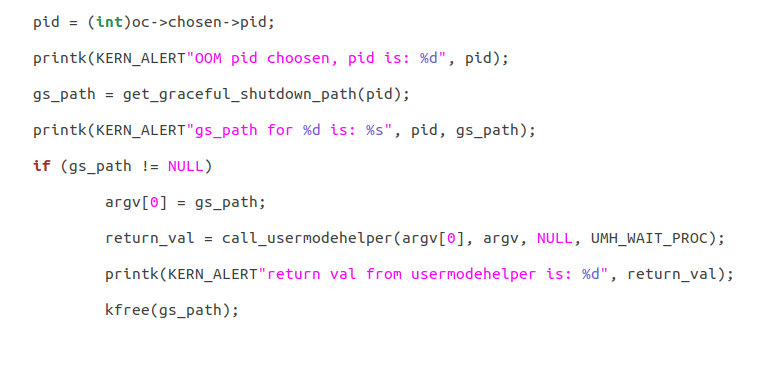 pid = (int)oc->chosen->pid;
printk(KERN_ALERT"OOM pid choosen, pid is: %d", pid);
gs_path = get_graceful_shutdown_path(pid);
printk(KERN_ALERT"gs_path for %d is: %s", pid, gs_path);
if (gs_path != NULL)
argv[0] = gs_path;
return_val = call_usermodehelper(argv[0], argv, NULL, UMH_WAIT_PROC);
printk(KERN_ALERT"return val from usermodehelper is: %d", return_val);
kfree(gs_path);